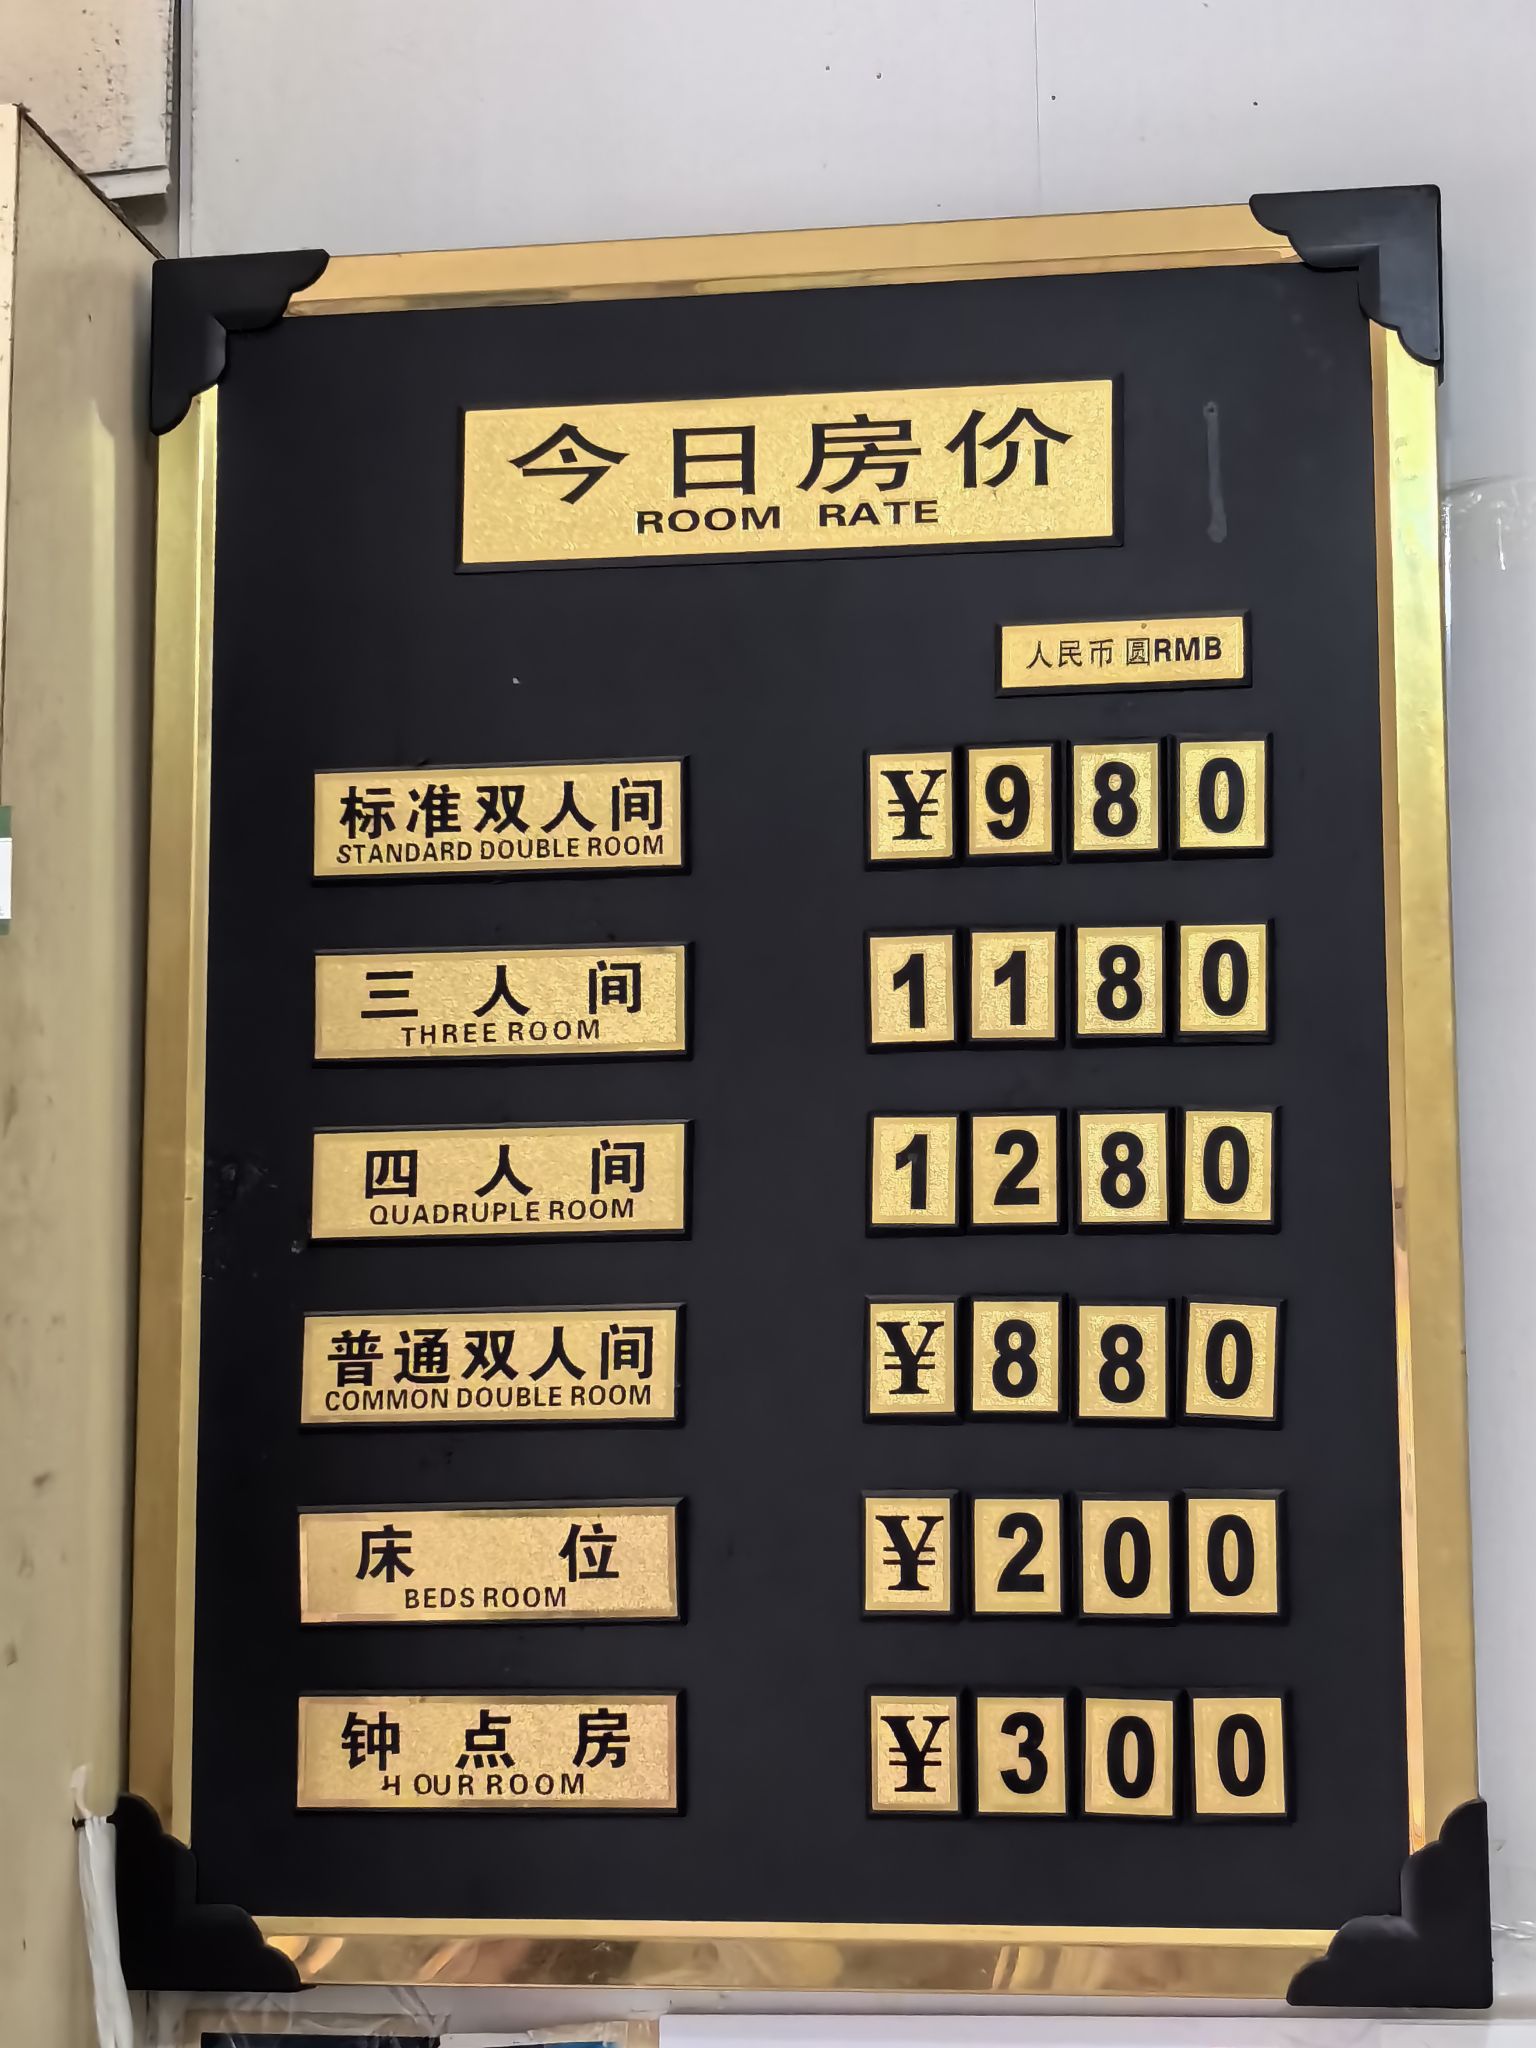 今日房价
ROOM RATE
人民币 圆RMB
标准双人间 ¥980
STANDARD DOUBLE ROOM
三人间 1180
THREE ROOM
四人间 1280
QUADRUPLE ROOM
普通双人间 ¥880
COMMON DOUBLE ROOM
床位 ¥200
BEDS ROOM
钟点房 ¥300
HOUR ROOM